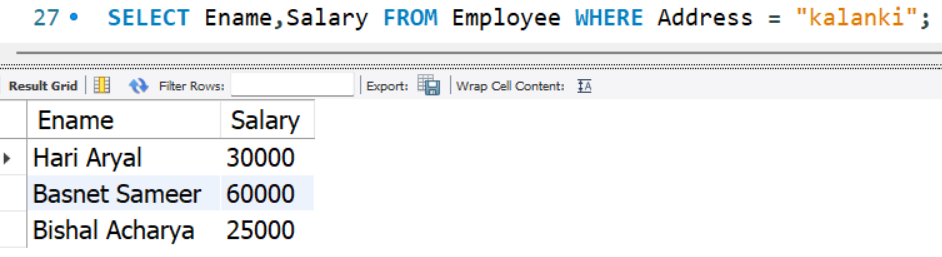 27 SELECT Ename,Salary FROM Employee WHERE Address = "kalanki";
Result Grid Filter Rows: Export: Wrap Cell Content: IA
Ename Salary
Hari Aryal 30000
Basnet Sameer 60000
Bishal Acharya 25000